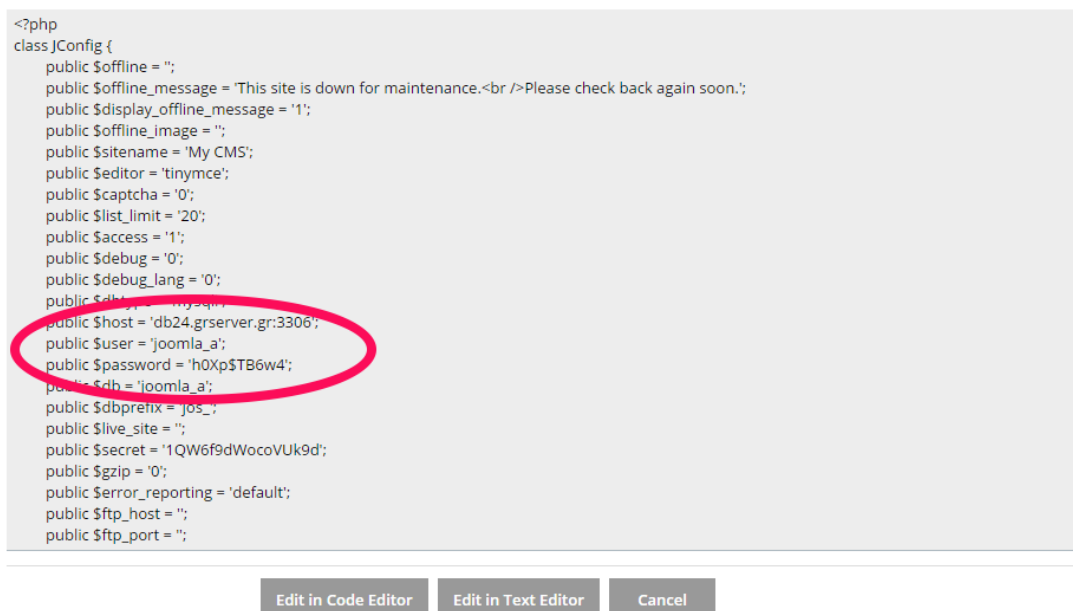 <?php
class JConfig {
public $offline = '';
public $offline_message = 'This site is down for maintenance.<br />Please check back again soon.';
public $display_offline_message = '1';
public $offline_image = '';
public $sitename = 'My CMS';
public $editor = 'tinymce';
public $captcha = '0';
public $list_limit = '20';
public $access = '1';
public $debug = '0';
public $debug_lang = '0';
public $dbtype = 'mysqli';
public $host = 'db24.grserver.gr:3306';
public $user = 'joomla_a';
public $password = 'h0Xp$TB6w4';
public $db = 'joomla_a';
public $dbprefix = 'jos_';
public $live_site = '';
public $secret = '1QW6f9dWocoVUk9d';
public $gzip = '0';
public $error_reporting = 'default';
public $ftp_host = '';
public $ftp_port = '';
Edit in Code Editor Edit in Text Editor Cancel